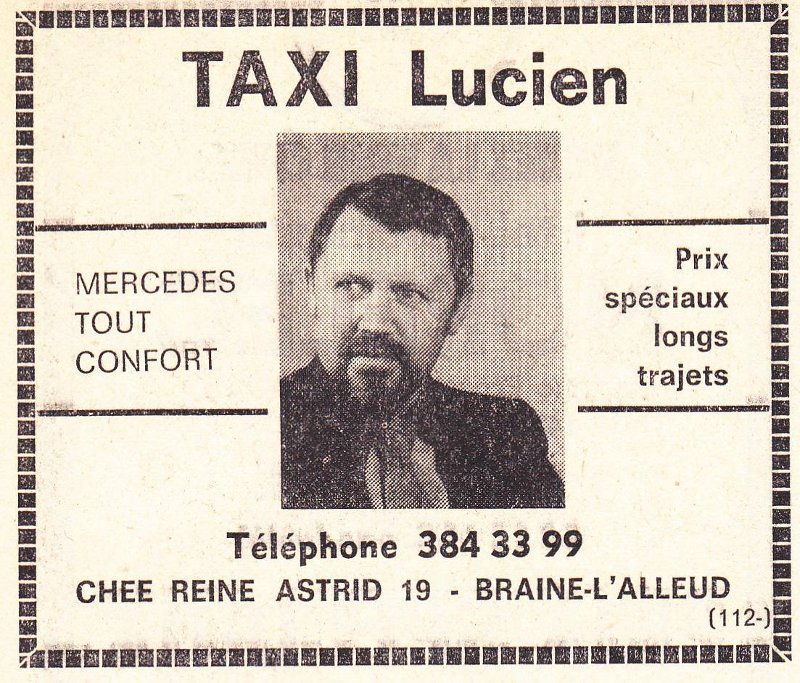 TAXI Lucien
MERCEDES
TOUT
CONFORT
Prix
spéciaux
longs
trajets
Téléphone 384 33 99
CHEE REINE ASTRID 19 - BRAINE-L'ALLEUD
(112-)